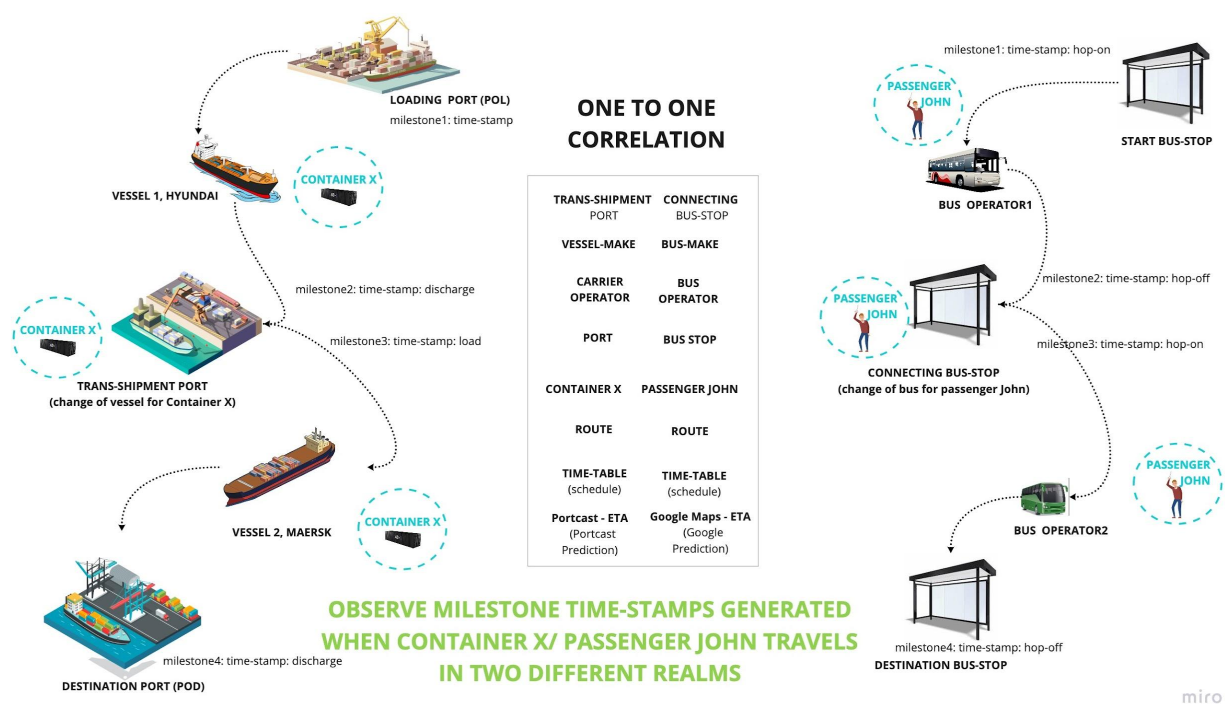 LOADING PORT (POL)
milestone1: time-stamp
VESSEL 1, HYUNDAI
CONTAINER X
milestone2: time-stamp: discharge
CONTAINER X
milestone3: time-stamp: load
TRANS-SHIPMENT PORT
(change of vessel for Container X)
VESSEL 2, MAERSK
CONTAINER X
milestone4: time-stamp: discharge
DESTINATION PORT (POD)
ONE TO ONE
CORRELATION
TRANS-SHIPMENT CONNECTING
PORT BUS-STOP
VESSEL-MAKE BUS-MAKE
CARRIER BUS
OPERATOR OPERATOR
PORT BUS STOP
CONTAINER X PASSENGER JOHN
ROUTE ROUTE
TIME-TABLE TIME-TABLE
(schedule) (schedule)
Portcast - ETA Google Maps - ETA
(Portcast (Google
Prediction) Prediction)
OBSERVE MILESTONE TIME-STAMPS GENERATED
WHEN CONTAINER X/ PASSENGER JOHN TRAVELS
IN TWO DIFFERENT REALMS
milestone1: time-stamp: hop-on
PASSENGER
JOHN
START BUS-STOP
BUS OPERATOR1
milestone2: time-stamp: hop-off
PASSENGER
JOHN
milestone3: time-stamp: hop-on
CONNECTING BUS-STOP
(change of bus for passenger John)
PASSENGER
JOHN
BUS OPERATOR2
milestone4: time-stamp: hop-off
DESTINATION BUS-STOP
miro